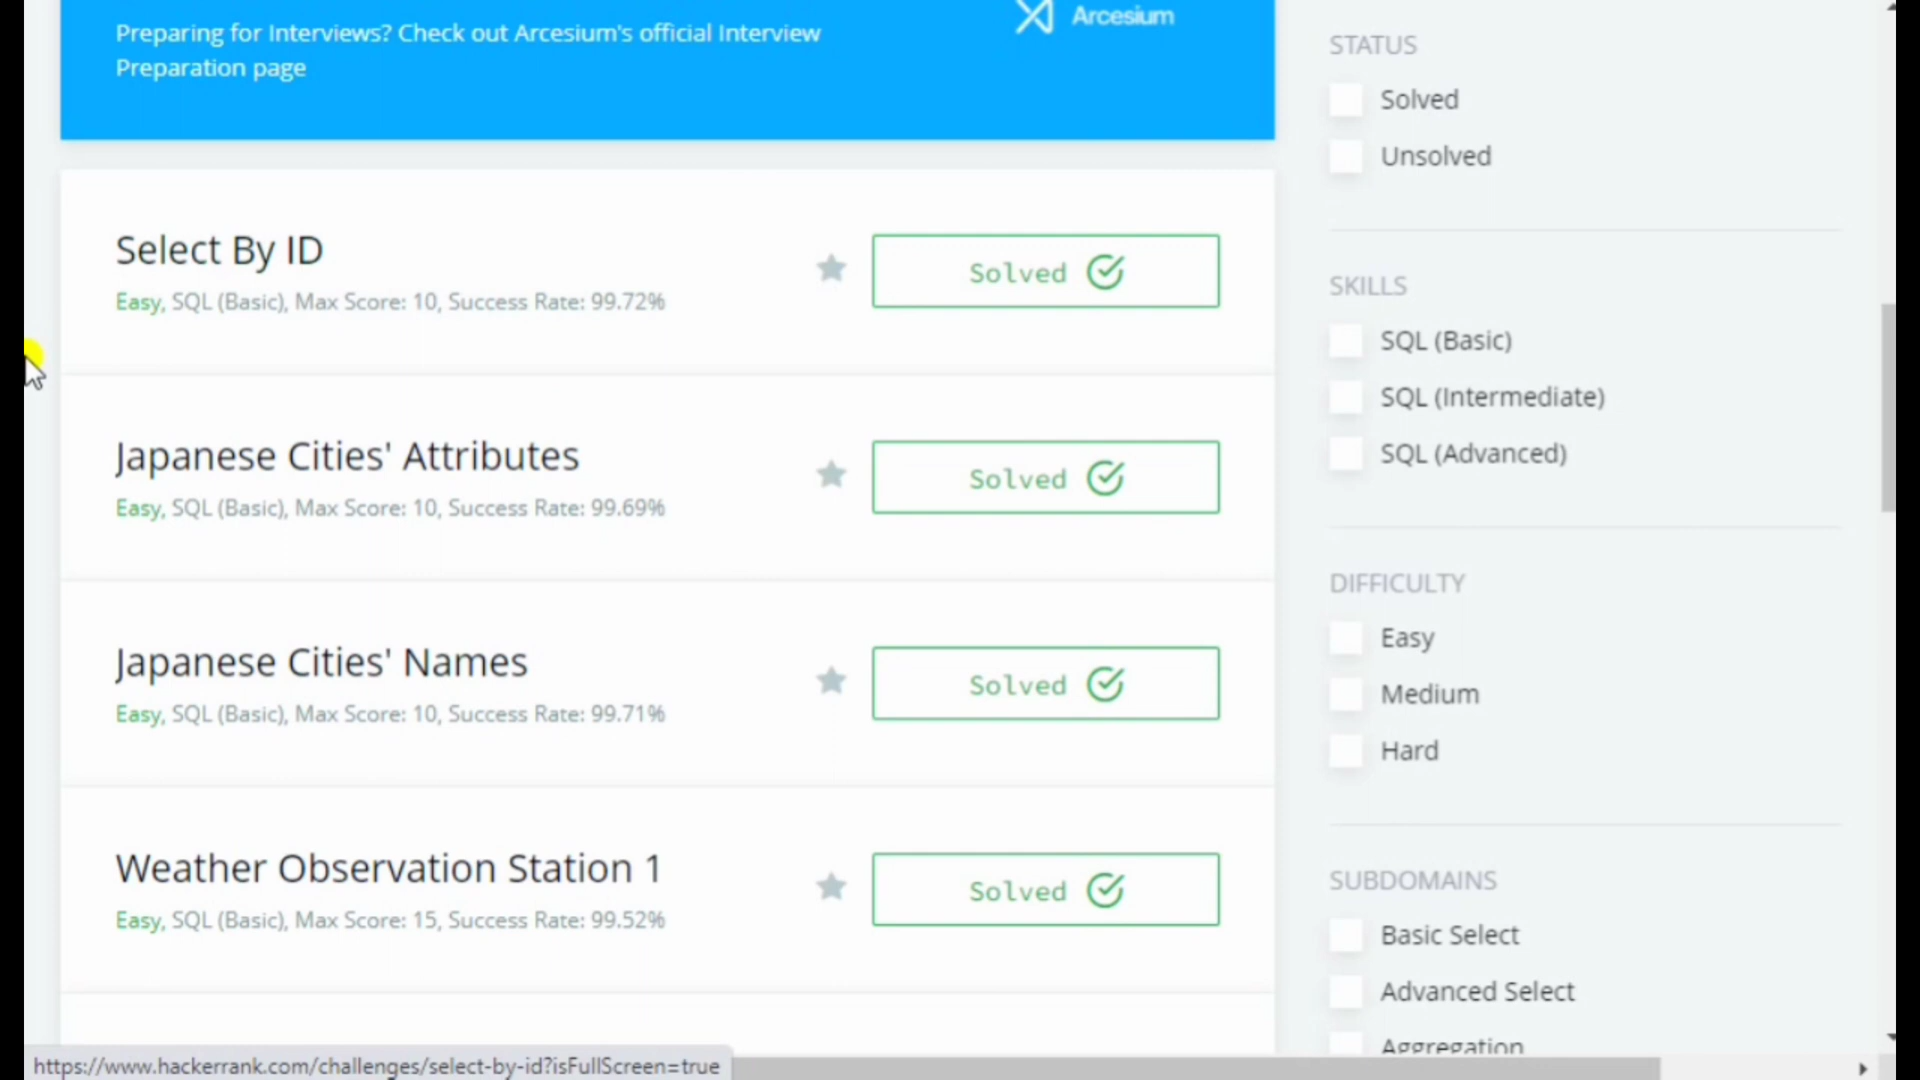 Preparing for Interviews? Check out Arcesium's official Interview
Preparation page
Arcesium
Select By ID
Easy, SQL (Basic), Max Score: 10, Success Rate: 99.72%
Solved
Japanese Cities' Attributes
Easy, SQL (Basic), Max Score: 10, Success Rate: 99.69%
Solved
Japanese Cities' Names
Easy, SQL (Basic), Max Score: 10, Success Rate: 99.71%
Solved
Weather Observation Station 1
Easy, SQL (Basic), Max Score: 15, Success Rate: 99.52%
Solved
STATUS
Solved
Unsolved
SKILLS
SQL (Basic)
SQL (Intermediate)
SQL (Advanced)
DIFFICULTY
Easy
Medium
Hard
SUBDOMAINS
Basic Select
Advanced Select
Aggregation
https://www.hackerrank.com/challenges/select-by-id?isFullScreen=true